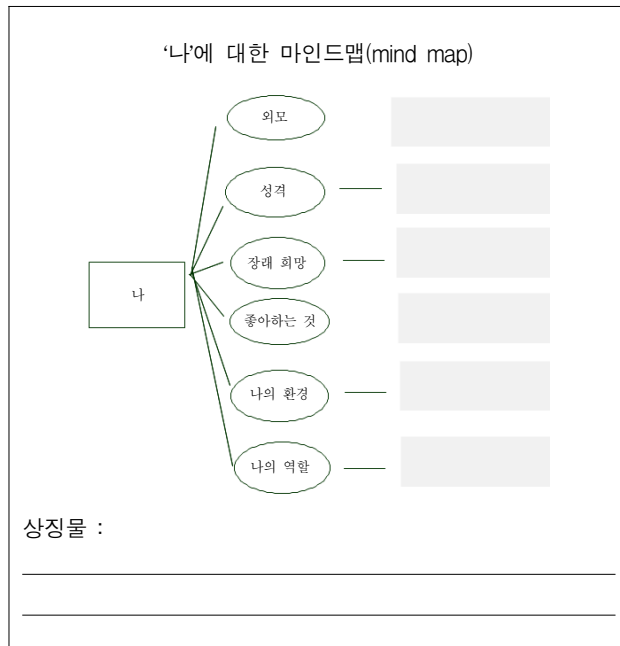 ‘나’에 대한 마인드맵(mind map)
외모
성격
장래 희망
나
좋아하는 것
나의 환경
나의 역할
상징물 :